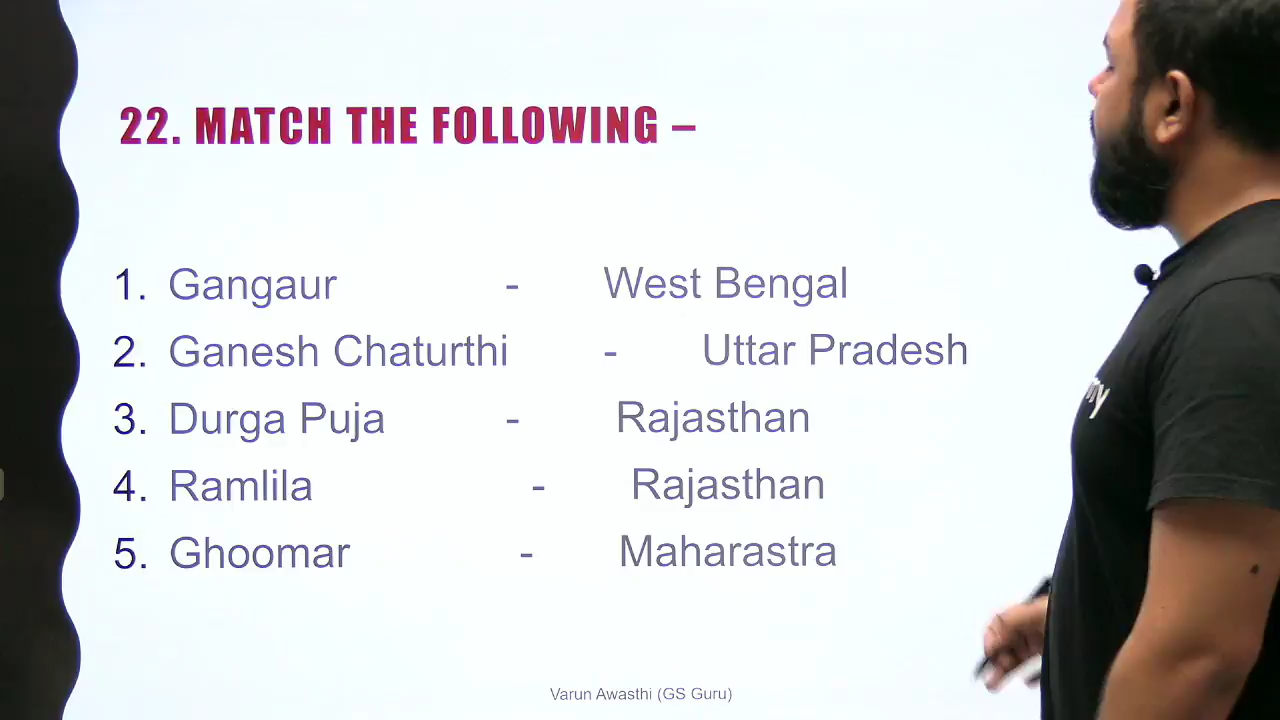 22. MATCH THE FOLLOWING –
1. Gangaur - West Bengal
2. Ganesh Chaturthi - Uttar Pradesh
3. Durga Puja - Rajasthan
4. Ramlila - Rajasthan
5. Ghoomar - Maharastra
Varun Awasthi (GS Guru)